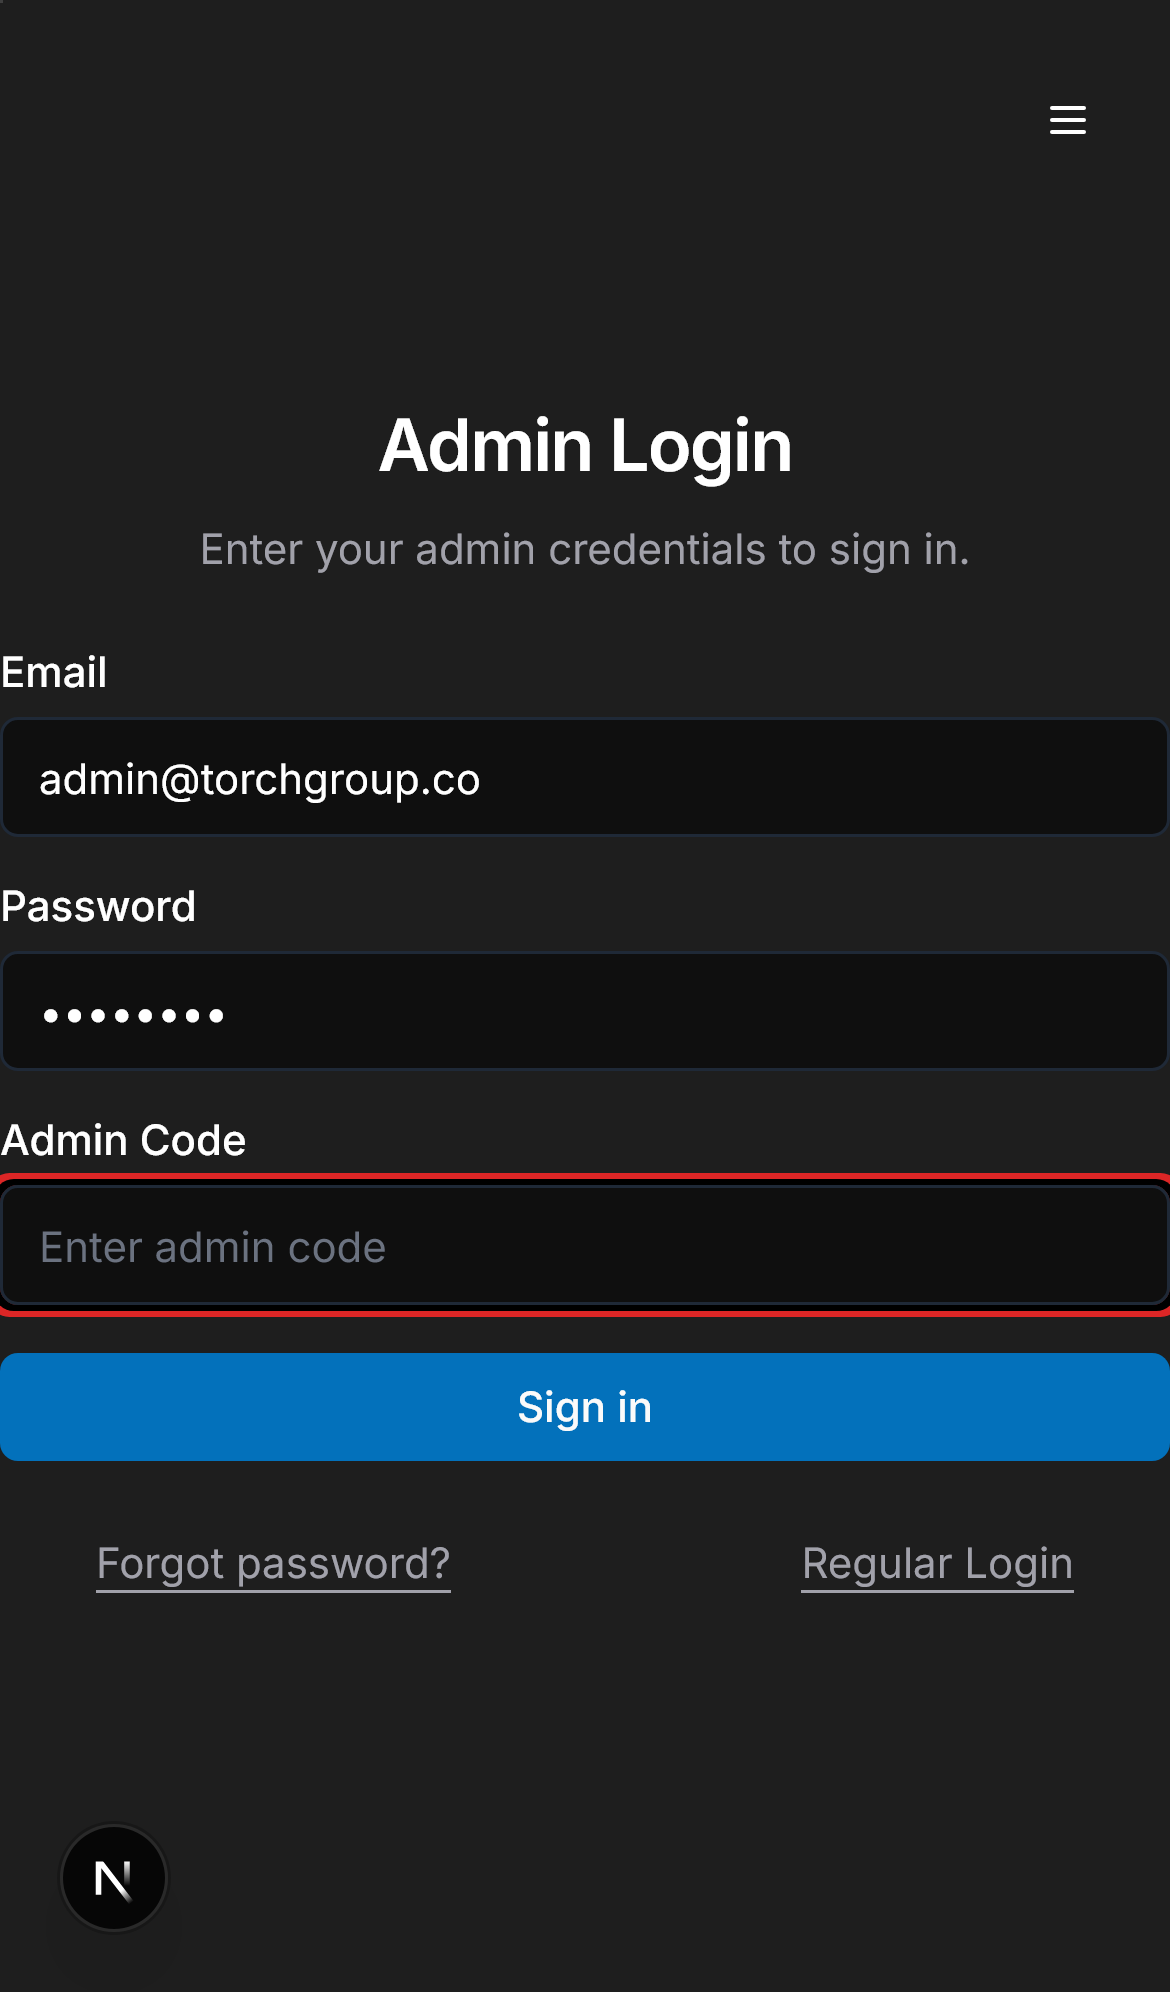 Admin Login
Enter your admin credentials to sign in.
Email
admin@torchgroup.co
Password
••••••••
Admin Code
Enter admin code
Sign in
Forgot password?
Regular Login
N